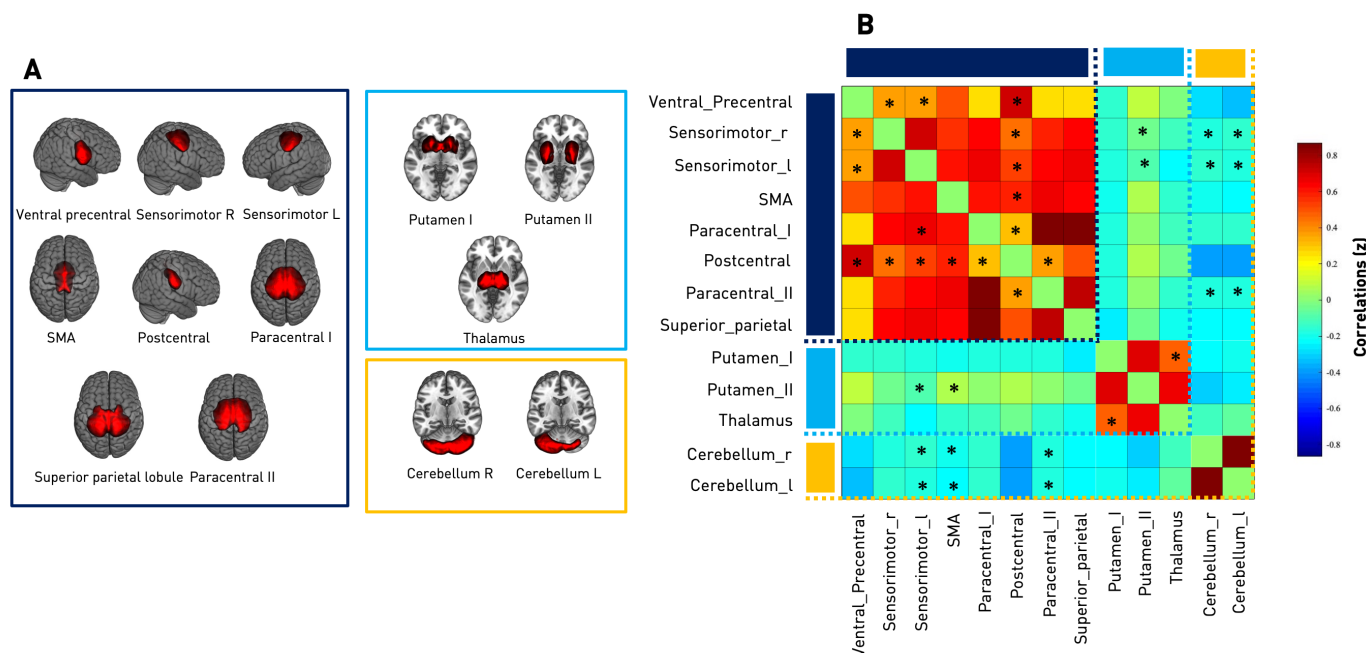 A
Ventral precentral Sensorimotor R Sensorimotor L
SMA Postcentral Paracentral I
Superior parietal lobule Paracentral II
Putamen I Putamen II
Thalamus
Cerebellum R Cerebellum L
B
Ventral_Precentral * * *
Sensorimotor_r * * * * *
Sensorimotor_l * * * * *
SMA *
Paracentral_I * *
Postcentral * * * * * *
Paracentral_II * * *
Superior_parietal
Putamen_I *
Putamen_II * *
Thalamus *
Cerebellum_r * * *
Cerebellum_l * * *
Ventral_Precentral
Sensorimotor_r
Sensorimotor_l
SMA
Paracentral_I
Postcentral
Paracentral_II
Superior_parietal
Putamen_I
Putamen_II
Thalamus
Cerebellum_r
Cerebellum_l
0.8
0.6
0.4
0.2
0
-0.2
-0.4
-0.6
-0.8
Correlations (z)